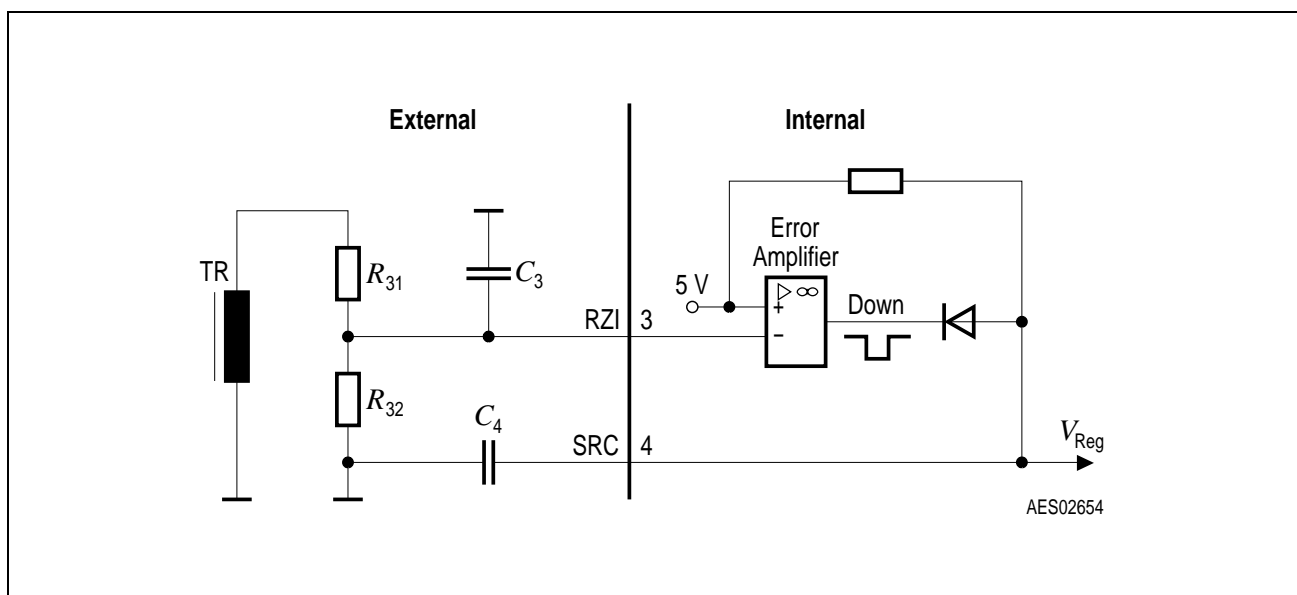 External
Internal
Error
Amplifier
TR
R31
C3
5 V
▷ ∞
+
−
Down
RZI 3
R32
C4
SRC 4
VReg
AES02654